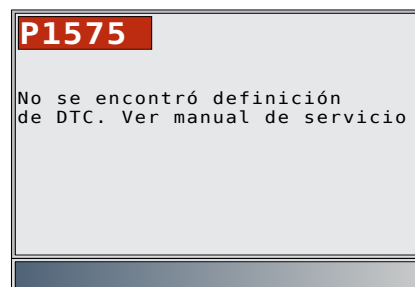 P1575
No se encontró definición
de DTC. Ver manual de servicio